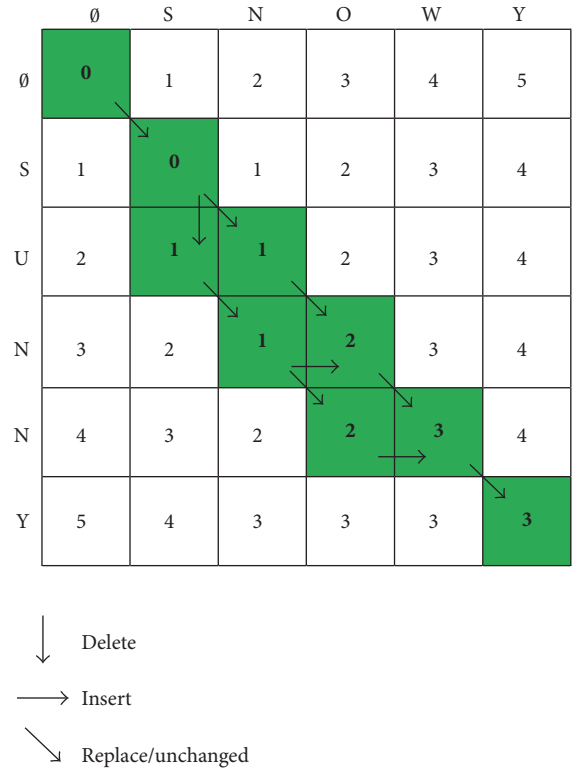 ∅ S N O W Y
∅ 0 1 2 3 4 5
S 1 0 1 2 3 4
U 2 1 1 2 3 4
N 3 2 1 2 3 4
N 4 3 2 2 3 4
Y 5 4 3 3 3 3
Delete
Insert
Replace/unchanged